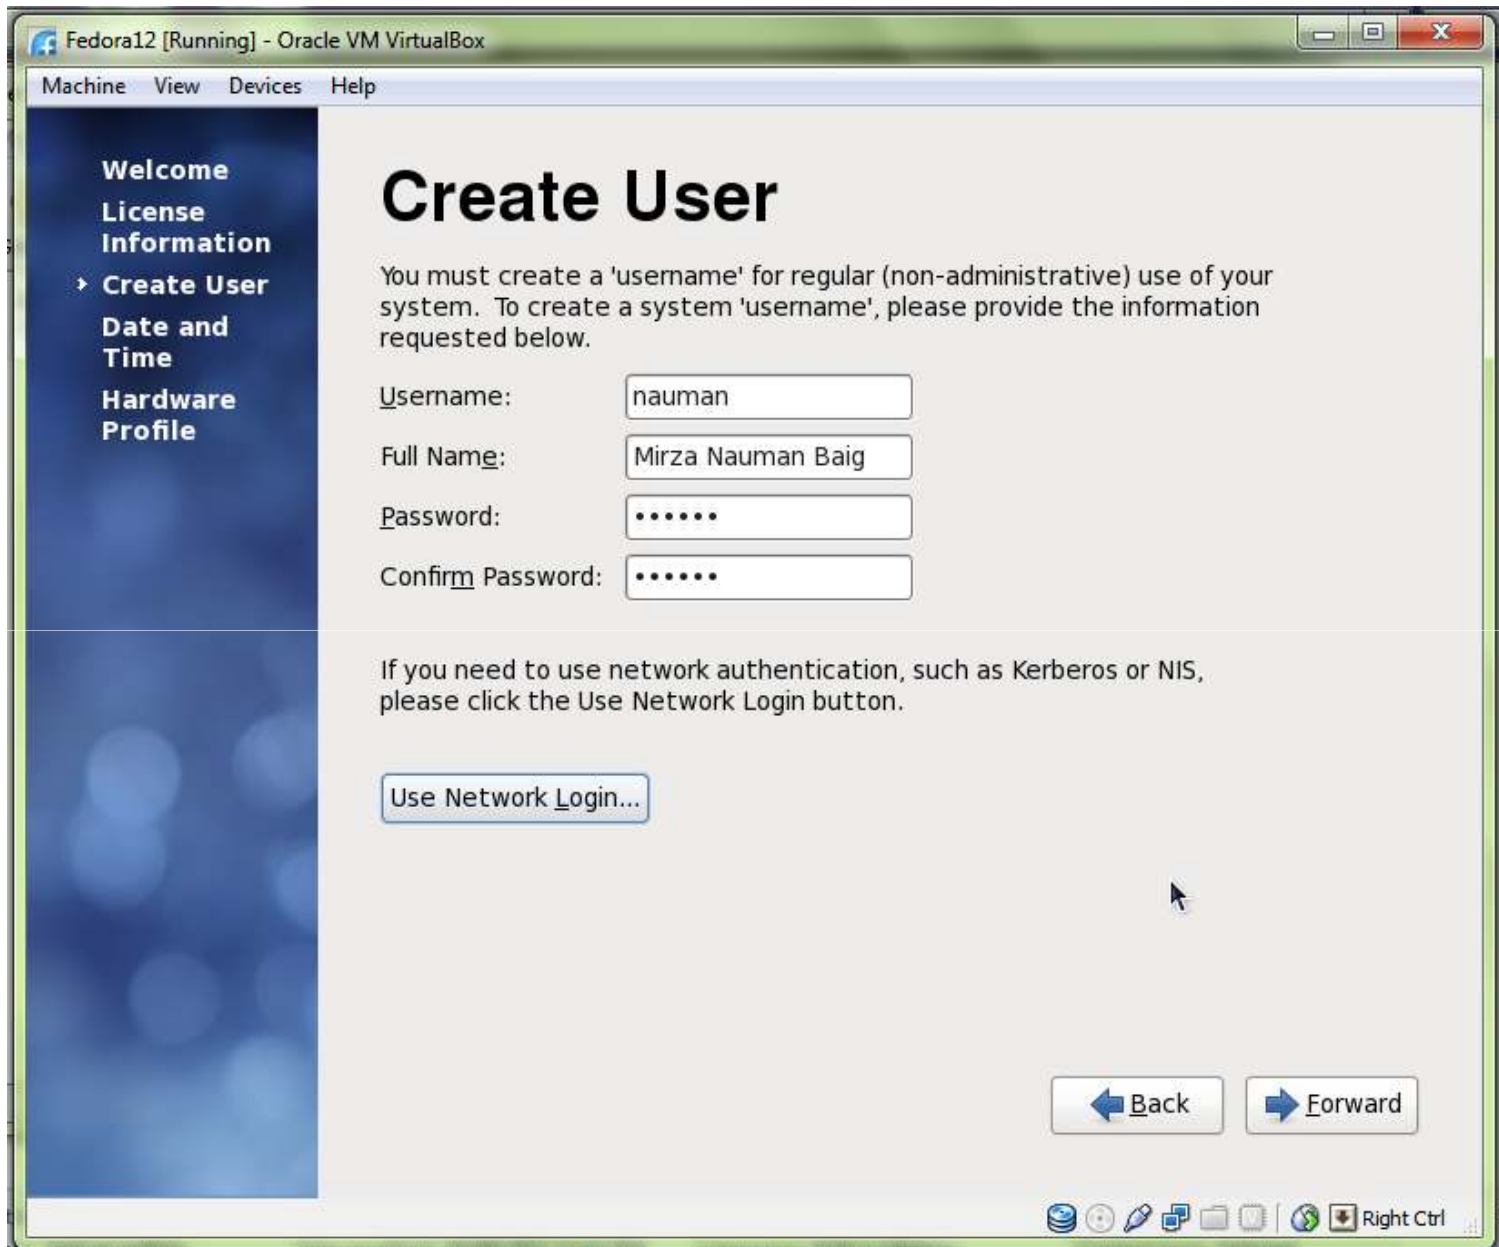 Fedora12 [Running] - Oracle VM VirtualBox
Machine View Devices Help
Welcome
License
Information
Create User
Date and
Time
Hardware
Profile
Create User
You must create a 'username' for regular (non-administrative) use of your
system.  To create a system 'username', please provide the information
requested below.
Username: nauman
Full Name: Mirza Nauman Baig
Password: ••••••
Confirm Password: ••••••
If you need to use network authentication, such as Kerberos or NIS,
please click the Use Network Login button.
Use Network Login...
Back Forward
Right Ctrl